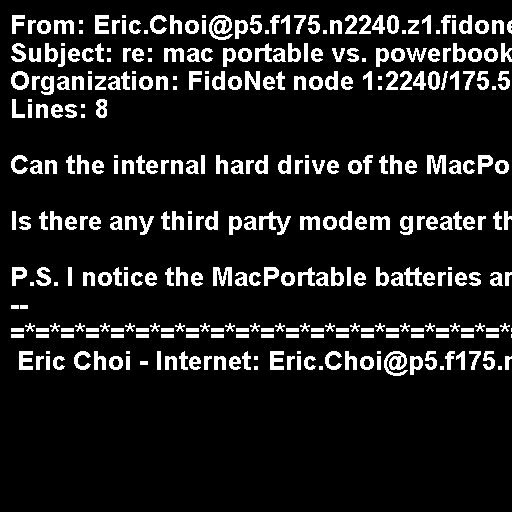 From: Eric.Choi@p5.f175.n2240.z1.fidone
Subject: re: mac portable vs. powerbook
Organization: FidoNet node 1:2240/175.5
Lines: 8

Can the internal hard drive of the MacPo

Is there any third party modem greater th

P.S. I notice the MacPortable batteries ar
--
=*=*=*=*=*=*=*=*=*=*=*=*=*=*=*=*=*=*=*=*=
Eric Choi - Internet: Eric.Choi@p5.f175.n